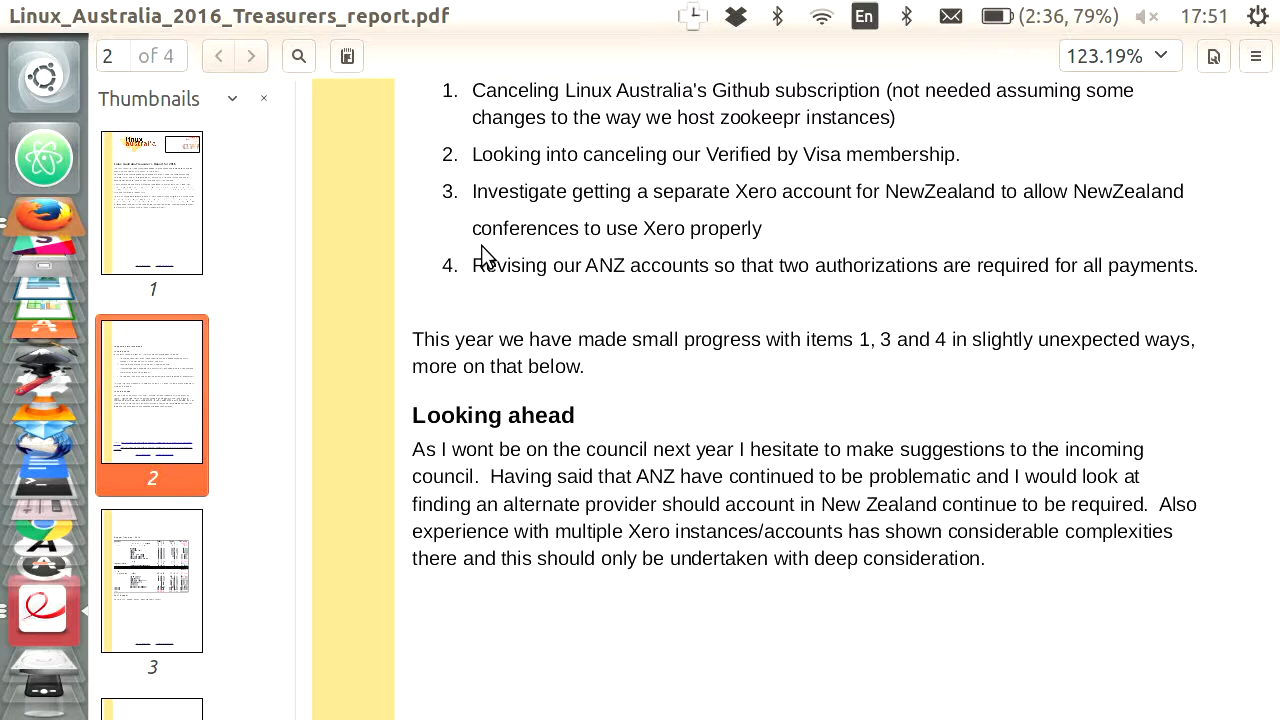 Linux_Australia_2016_Treasurers_report.pdf
En
(2:36, 79%)
17:51
2
of 4
123.19%
Thumbnails
1
2
3
1. Canceling Linux Australia's Github subscription (not needed assuming some
changes to the way we host zookeepr instances)
2. Looking into canceling our Verified by Visa membership.
3. Investigate getting a separate Xero account for NewZealand to allow NewZealand
conferences to use Xero properly
4. Revising our ANZ accounts so that two authorizations are required for all payments.
This year we have made small progress with items 1, 3 and 4 in slightly unexpected ways,
more on that below.
Looking ahead
As I wont be on the council next year I hesitate to make suggestions to the incoming
council.  Having said that ANZ have continued to be problematic and I would look at
finding an alternate provider should account in New Zealand continue to be required.  Also
experience with multiple Xero instances/accounts has shown considerable complexities
there and this should only be undertaken with deep consideration.